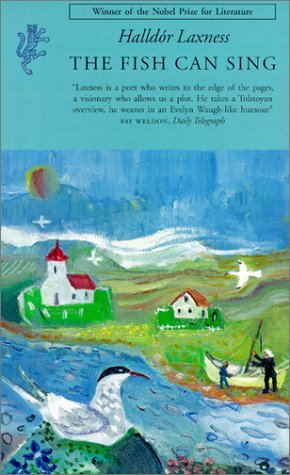 Winner of the Nobel Prize for Literature
Halldór Laxness
THE FISH CAN SING
"Laxness is a poet who writes to the edge of the pages,
a visionary who allows us a plot. He takes a Tolstoyan
overview, he weaves in an Evelyn Waugh-like humour"
FAY WELDON, Daily Telegraph